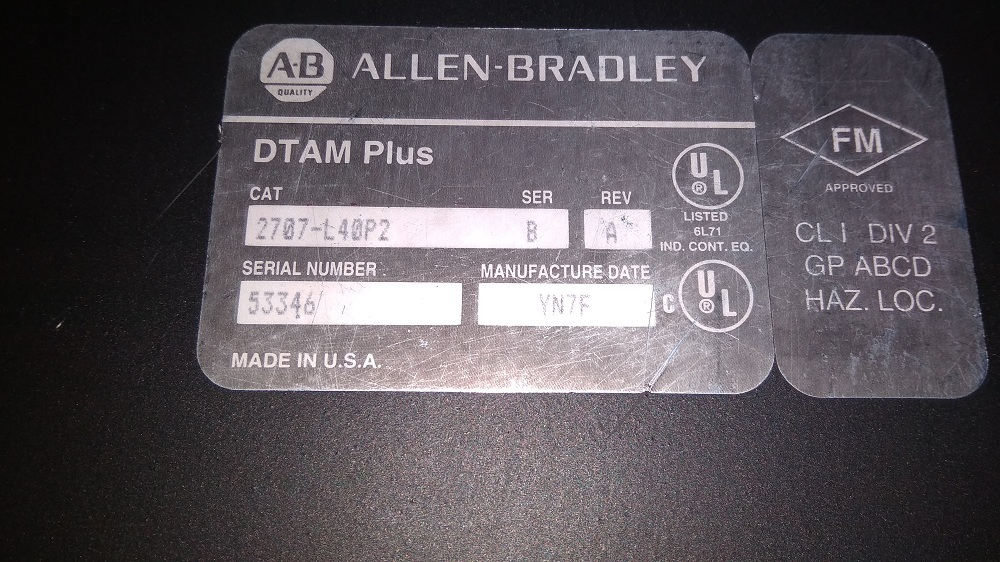 A·B
QUALITY
ALLEN-BRADLEY
DTAM Plus
CAT SER REV
2707-L40P2 B A
SERIAL NUMBER MANUFACTURE DATE
53346 YN7F
MADE IN U.S.A.
UL
®
LISTED
6L71
IND. CONT. EQ.
C UL
®
FM
APPROVED
CL I DIV 2
GP ABCD
HAZ. LOC.